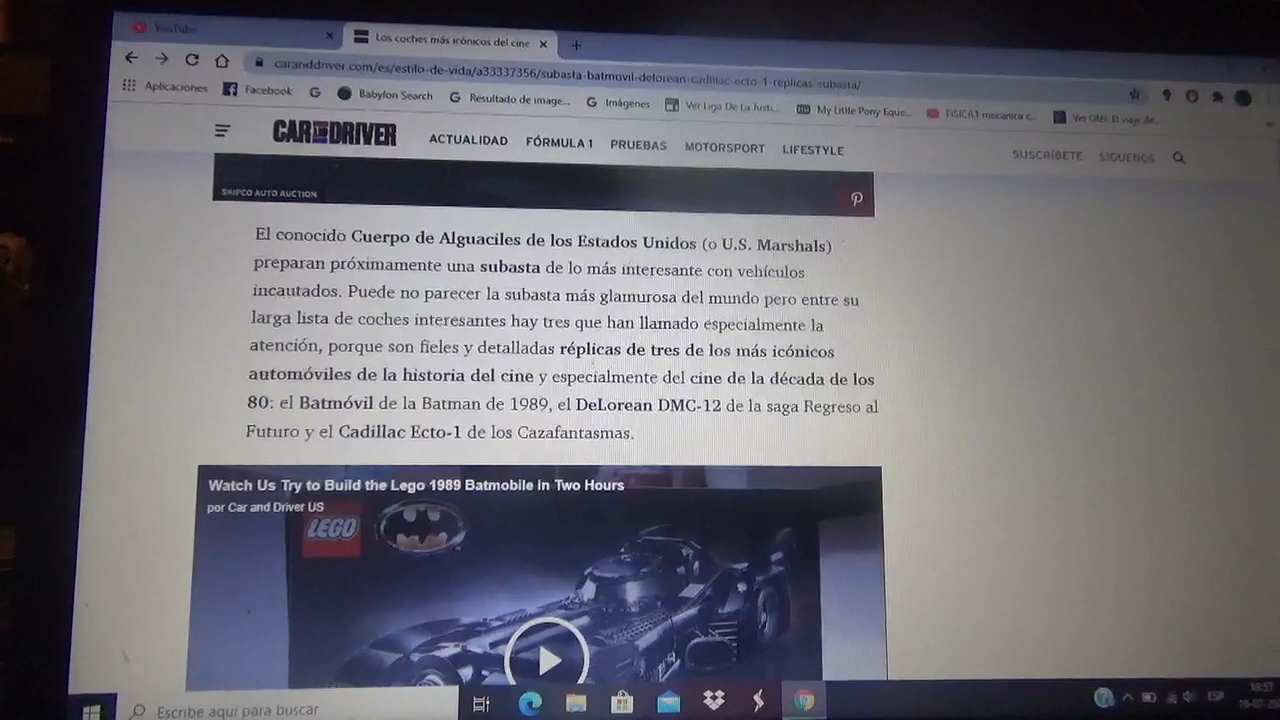 YouTube
Los coches más icónicos del cine
caranddriver.com/es/estilo-de-vida/a33337356/subasta-batmovil-delorean-cadillac-ecto-1-replicas-subasta/
Aplicaciones Facebook Babylon Search Resultado de image... Imágenes Ver Liga De La Justi... My Little Pony Eque... FISICA1 mecanica c...
CAR AND DRIVER ACTUALIDAD FÓRMULA 1 PRUEBAS MOTORSPORT LIFESTYLE SUSCRÍBETE SÍGUENOS
SKIPCO AUTO AUCTION
El conocido Cuerpo de Alguaciles de los Estados Unidos (o U.S. Marshals)
preparan próximamente una subasta de lo más interesante con vehículos
incautados. Puede no parecer la subasta más glamurosa del mundo pero entre su
larga lista de coches interesantes hay tres que han llamado especialmente la
atención, porque son fieles y detalladas réplicas de tres de los más icónicos
automóviles de la historia del cine y especialmente del cine de la década de los
80: el Batmóvil de la Batman de 1989, el DeLorean DMC-12 de la saga Regreso al
Futuro y el Cadillac Ecto-1 de los Cazafantasmas.
Watch Us Try to Build the Lego 1989 Batmobile in Two Hours
por Car and Driver US
LEGO
Escribe aquí para buscar
ESP
18:57